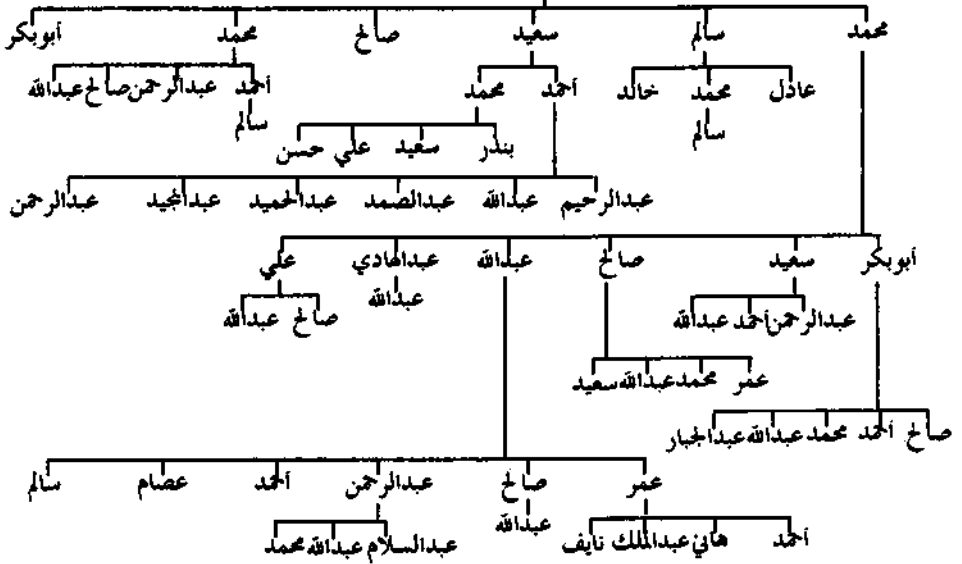 محمد سالم سعيد صالح محمد أبوبكر
عادل محمد خالد أحمد محمد أحمد عبدالرحمن صالح عبدالله
سالم سالم
بندر سعيد علي حسن
عبدالرحيم عبدالله عبدالصمد عبدالحميد عبدالمجيد عبدالرحمن
أبوبكر سعيد صالح عبدالله عبدالهادي علي
عبدالله
عبدالرحمن أحمد عبدالله صالح عبدالله
عمر محمد عبدالله سعيد
صالح أحمد محمد عبدالله عبدالجبار
عمر صالح عبدالرحمن أحمد عصام سالم
عبدالله
أحمد هاني عبدالملك نايف عبدالسلام عبدالله محمد